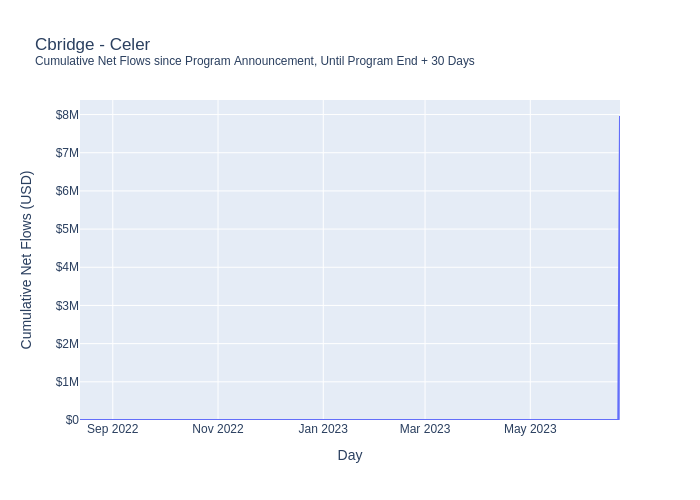 Cbridge - Celer
Cumulative Net Flows since Program Announcement, Until Program End + 30 Days
Cumulative Net Flows (USD)
$8M
$7M
$6M
$5M
$4M
$3M
$2M
$1M
$0
Sep 2022
Nov 2022
Jan 2023
Mar 2023
May 2023
Day